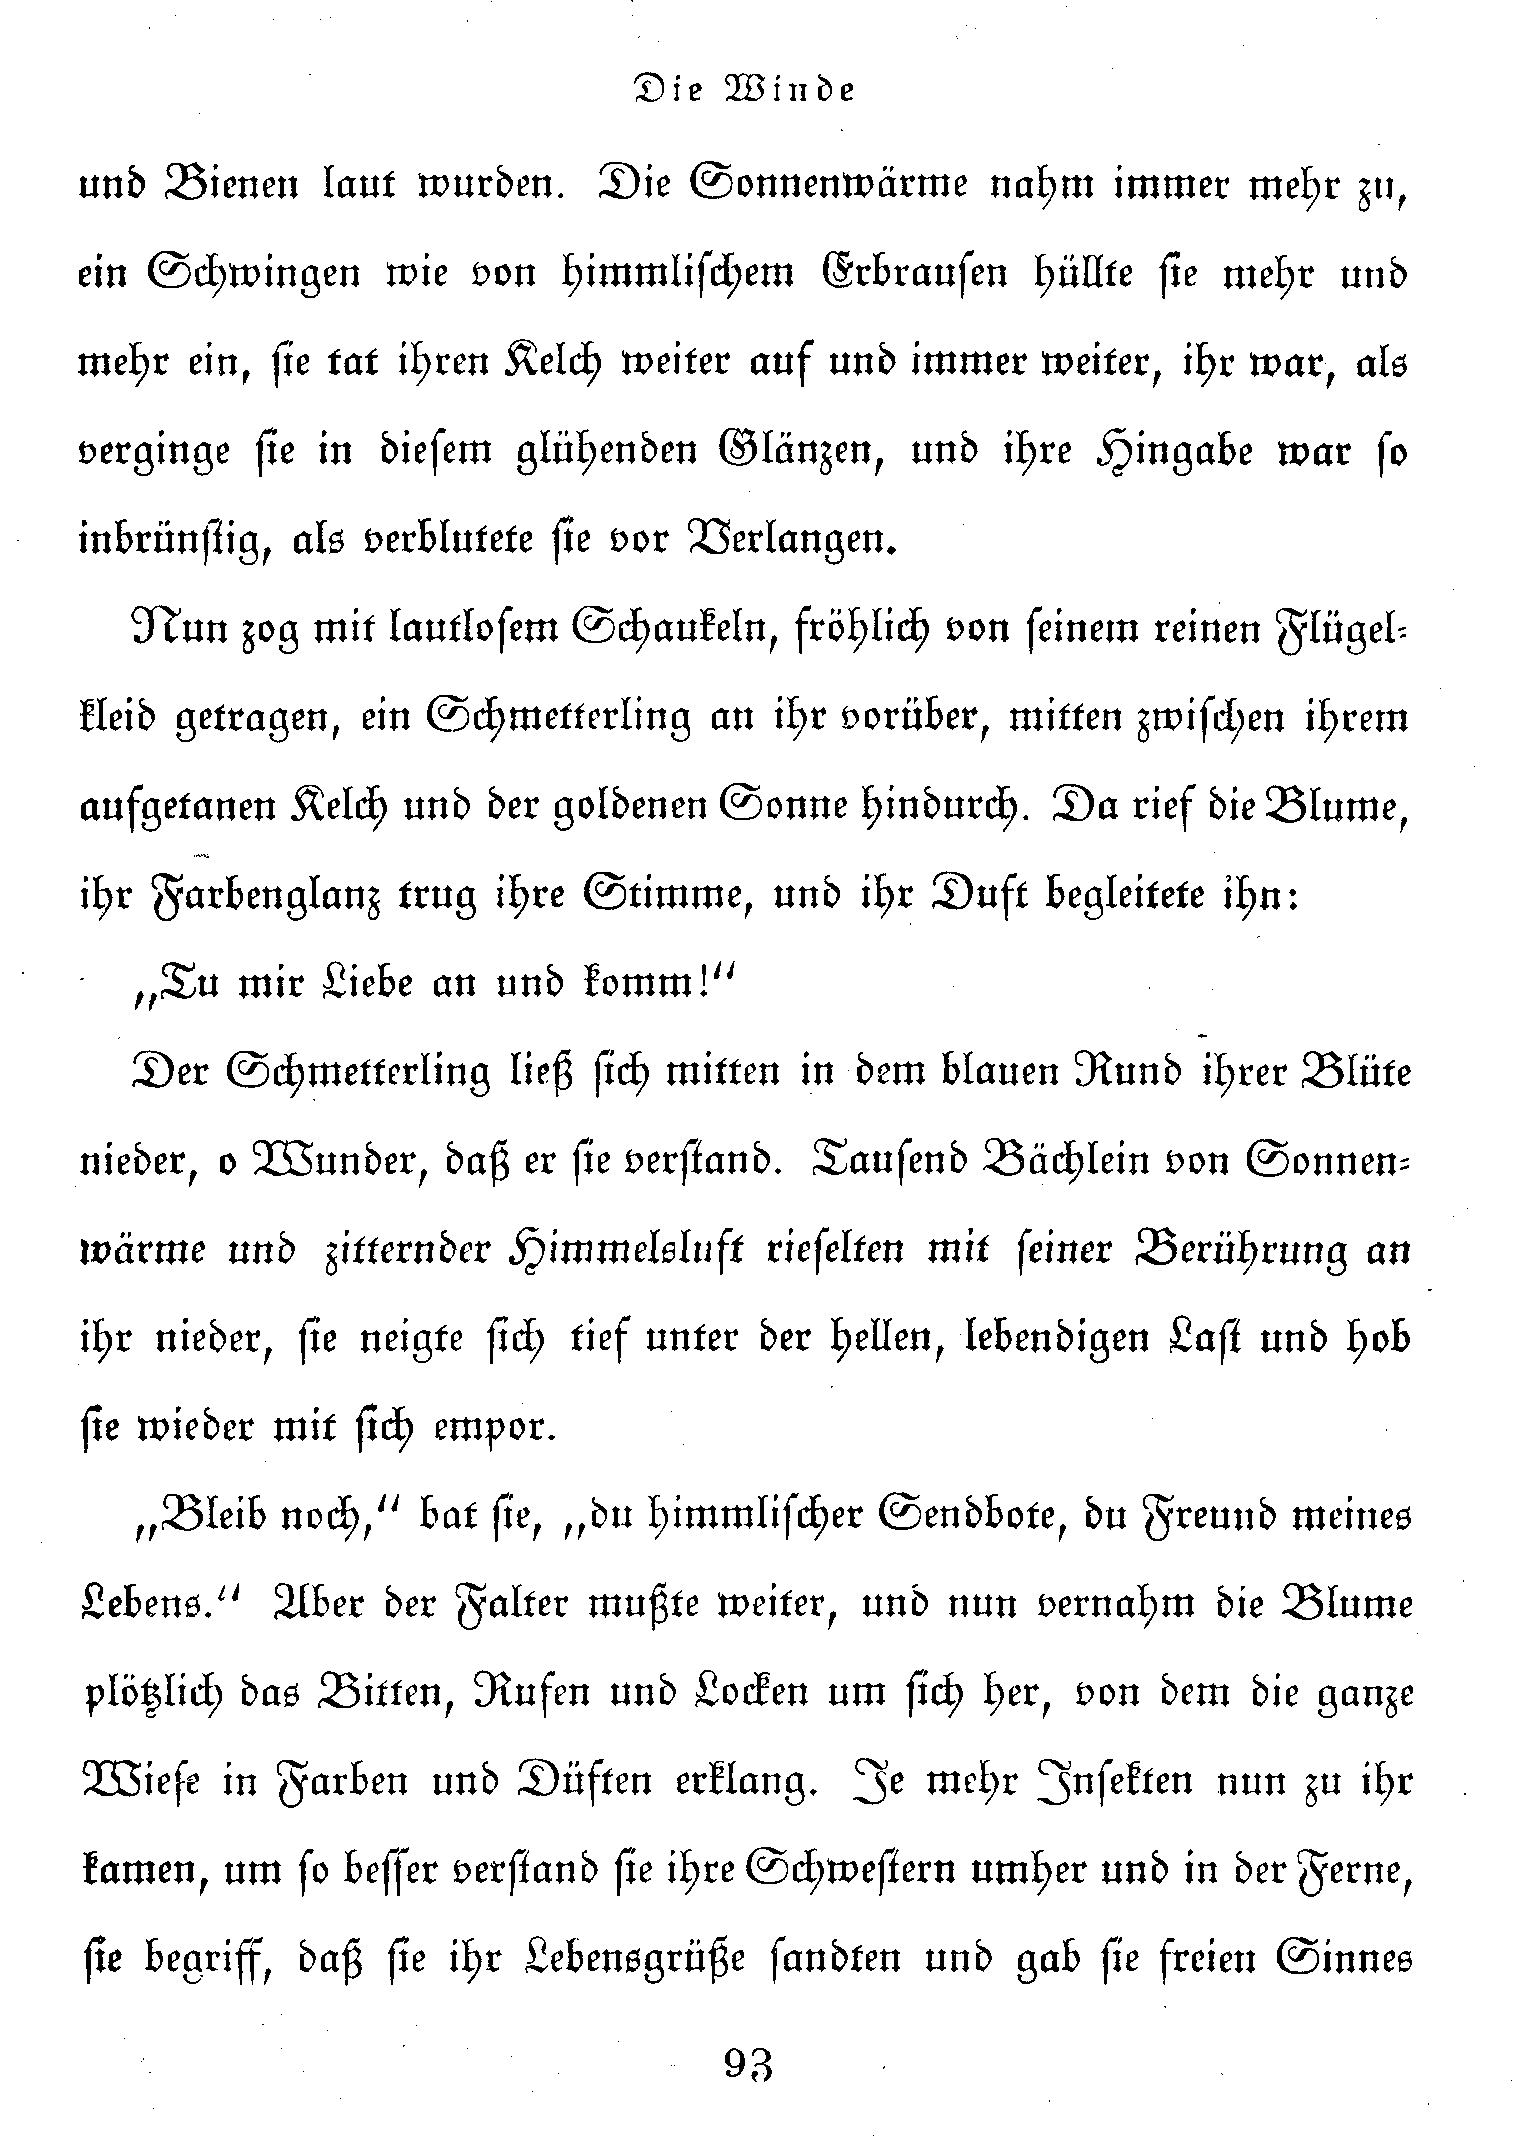 Die Winde
und Bienen laut wurden. Die Sonnenwärme nahm immer mehr zu,
ein Schwingen wie von himmlischem Erbrausen hüllte sie mehr und
mehr ein, sie tat ihren Kelch weiter auf und immer weiter, ihr war, als
verginge sie in diesem glühenden Glänzen, und ihre Hingabe war so
inbrünstig, als verblutete sie vor Verlangen.
Nun zog mit lautlosem Schaukeln, fröhlich von seinem reinen Flügel-
kleid getragen, ein Schmetterling an ihr vorüber, mitten zwischen ihrem
aufgetanen Kelch und der goldenen Sonne hindurch. Da rief die Blume,
ihr Farbenglanz trug ihre Stimme, und ihr Duft begleitete ihn:
„Tu mir Liebe an und komm!“
Der Schmetterling ließ sich mitten in dem blauen Rund ihrer Blüte
nieder, o Wunder, daß er sie verstand. Tausend Bächlein von Sonnen-
wärme und zitternder Himmelsluft rieselten mit seiner Berührung an
ihr nieder, sie neigte sich tief unter der hellen, lebendigen Last und hob
sie wieder mit sich empor.
„Bleib noch,“ bat sie, „du himmlischer Sendbote, du Freund meines
Lebens.“ Aber der Falter mußte weiter, und nun vernahm die Blume
plötzlich das Bitten, Rufen und Locken um sich her, von dem die ganze
Wiese in Farben und Düften erklang. Je mehr Insekten nun zu ihr
kamen, um so besser verstand sie ihre Schwestern umher und in der Ferne,
sie begriff, daß sie ihr Lebensgrüße sandten und gab sie freien Sinnes
93